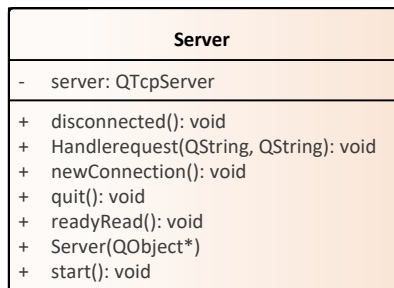 Server
- server: QTcpServer
+ disconnected(): void
+ Handlerequest(QString, QString): void
+ newConnection(): void
+ quit(): void
+ readyRead(): void
+ Server(QObject*)
+ start(): void